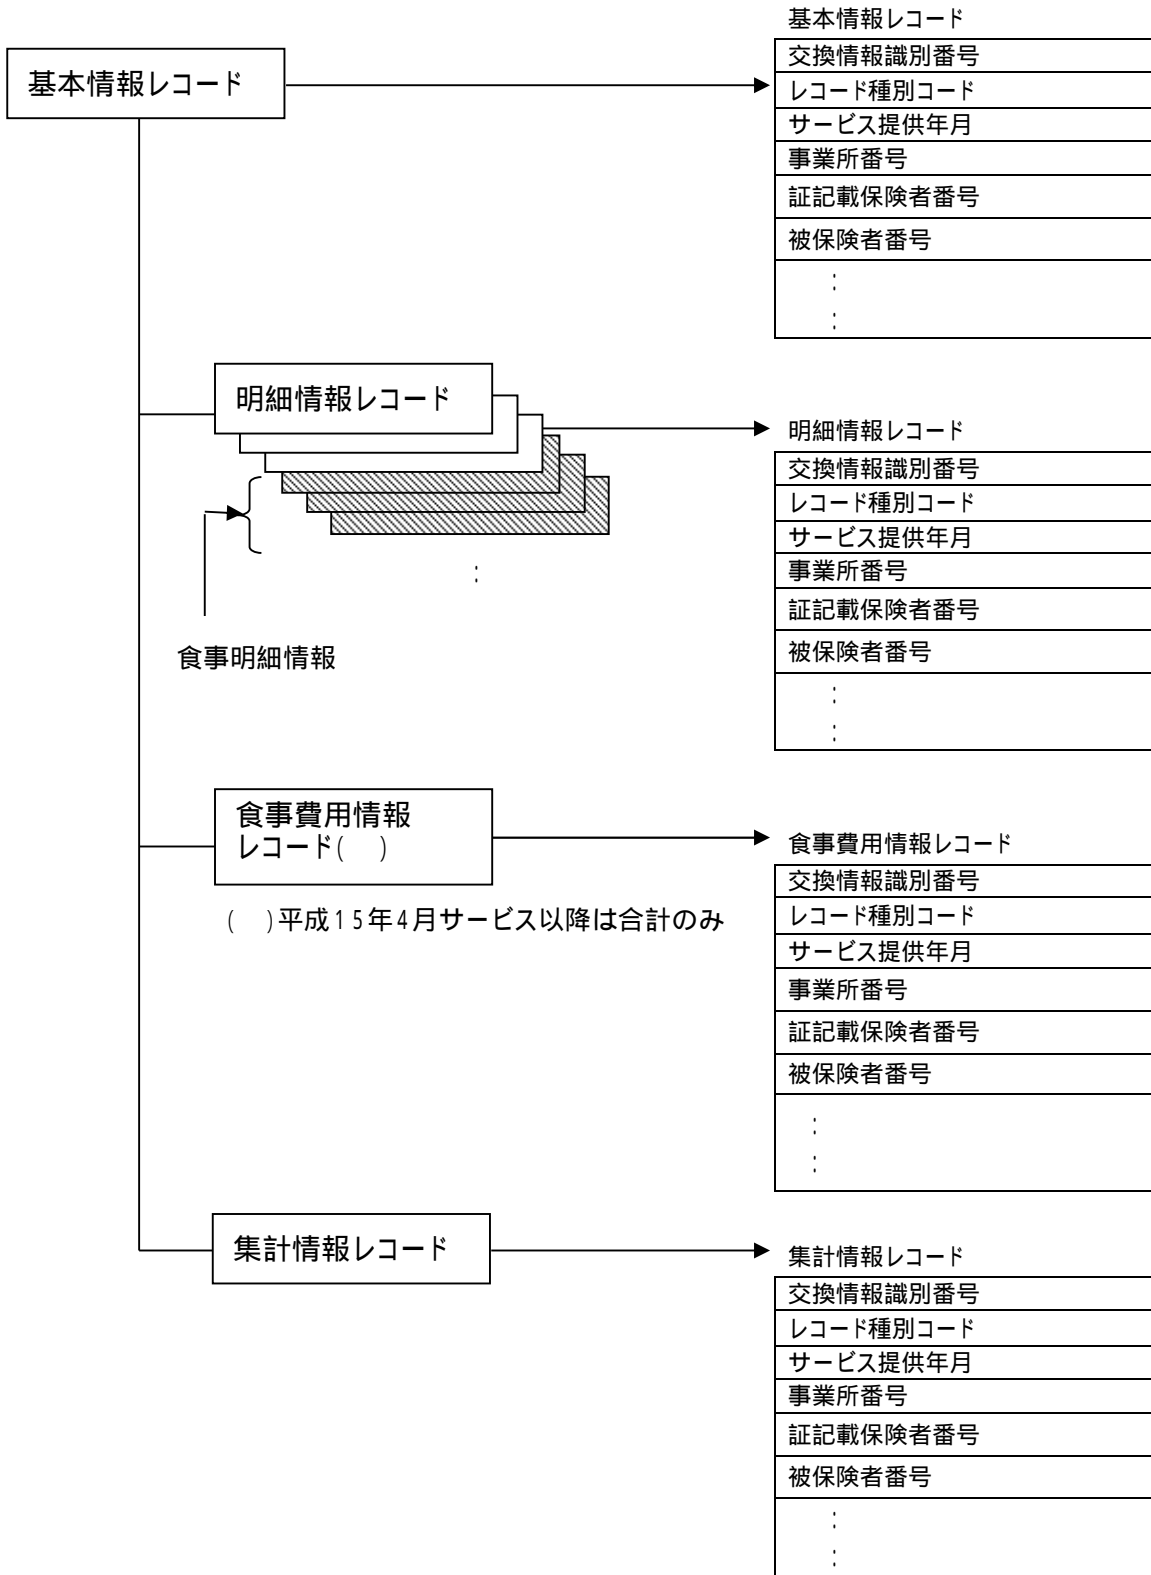 基本情報レコード
基本情報レコード
交換情報識別番号
レコード種別コード
サービス提供年月
事業所番号
証記載保険者番号
被保険者番号
:
:
明細情報レコード
:
食事明細情報
明細情報レコード
交換情報識別番号
レコード種別コード
サービス提供年月
事業所番号
証記載保険者番号
被保険者番号
:
:
食事費用情報
レコード(　)
(　)平成15年4月サービス以降は合計のみ
食事費用情報レコード
交換情報識別番号
レコード種別コード
サービス提供年月
事業所番号
証記載保険者番号
被保険者番号
:
:
集計情報レコード
集計情報レコード
交換情報識別番号
レコード種別コード
サービス提供年月
事業所番号
証記載保険者番号
被保険者番号
:
: